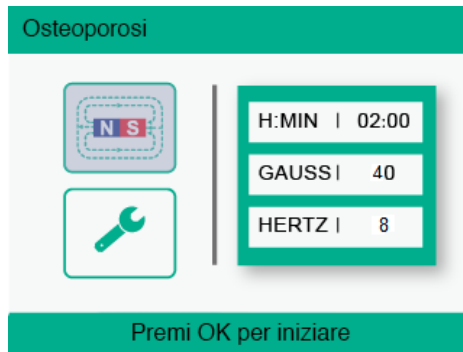 Osteoporosi
N S
H:MIN | 02:00
GAUSS| 40
HERTZ | 8
Premi OK per iniziare